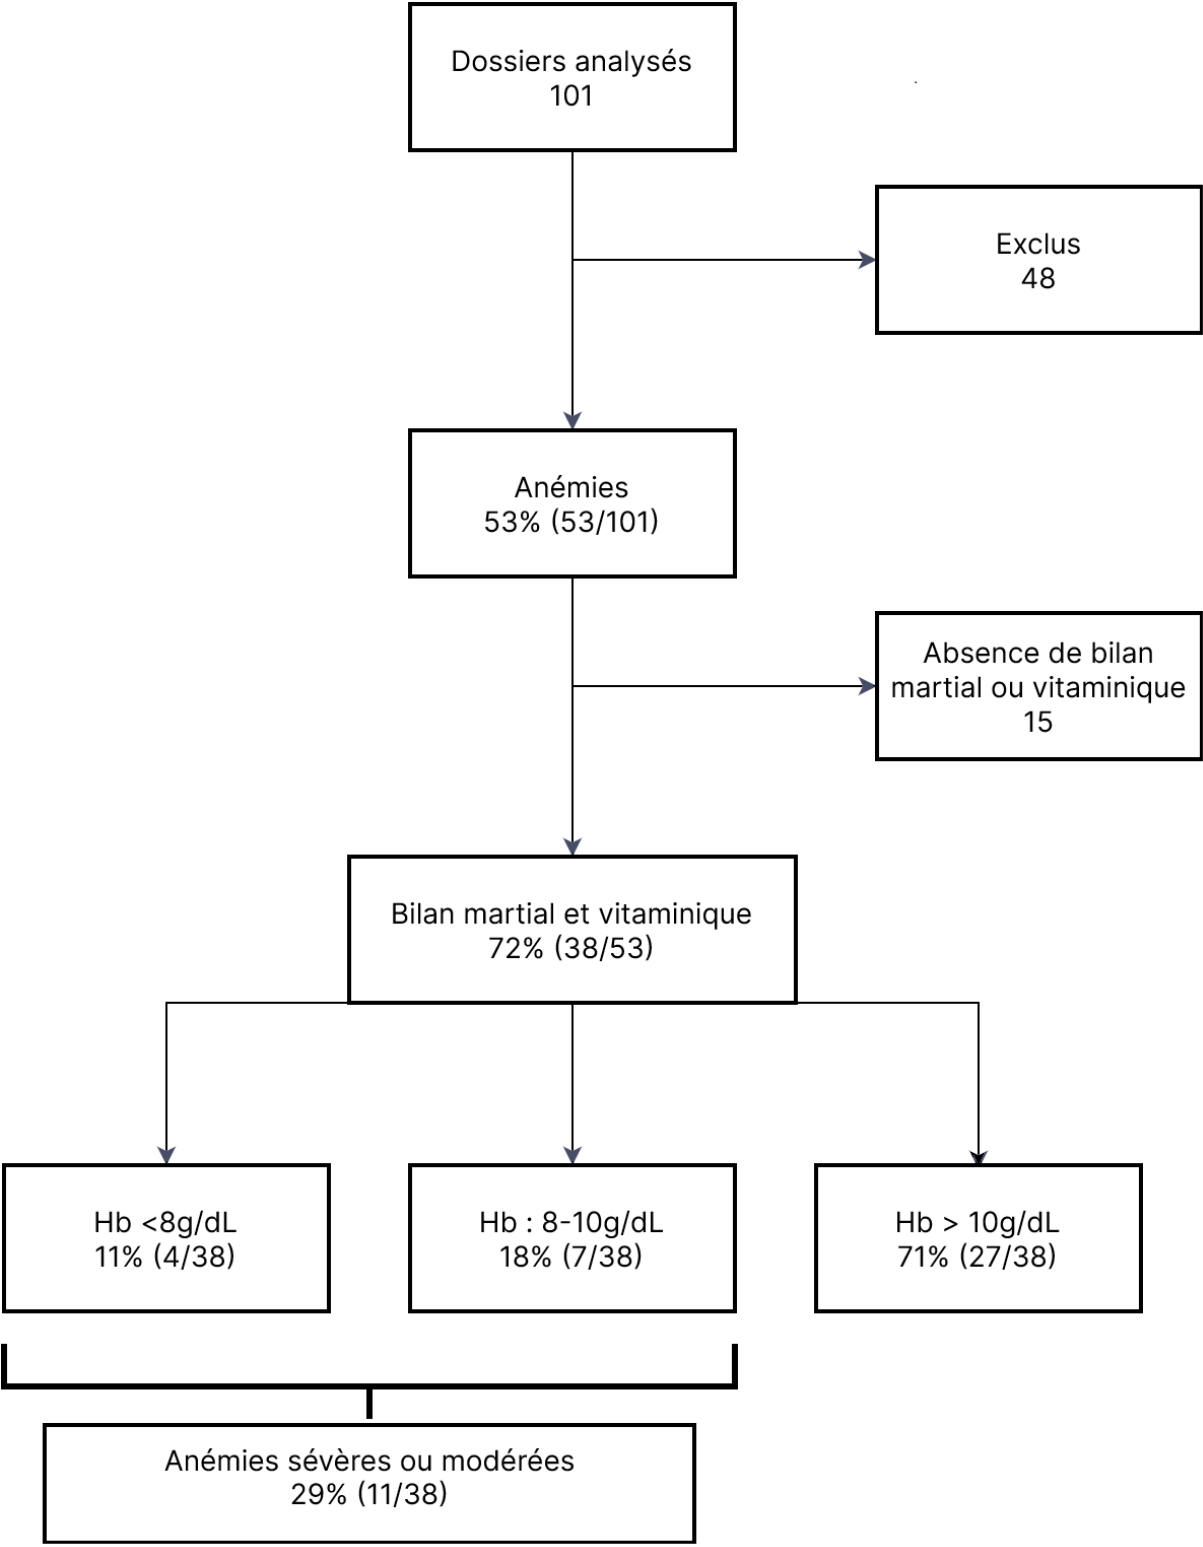 Dossiers analysés
101
Exclus
48
Anémies
53% (53/101)
Absence de bilan
martial ou vitaminique
15
Bilan martial et vitaminique
72% (38/53)
Hb <8g/dL
11% (4/38)
Hb : 8-10g/dL
18% (7/38)
Hb > 10g/dL
71% (27/38)
Anémies sévères ou modérées
29% (11/38)